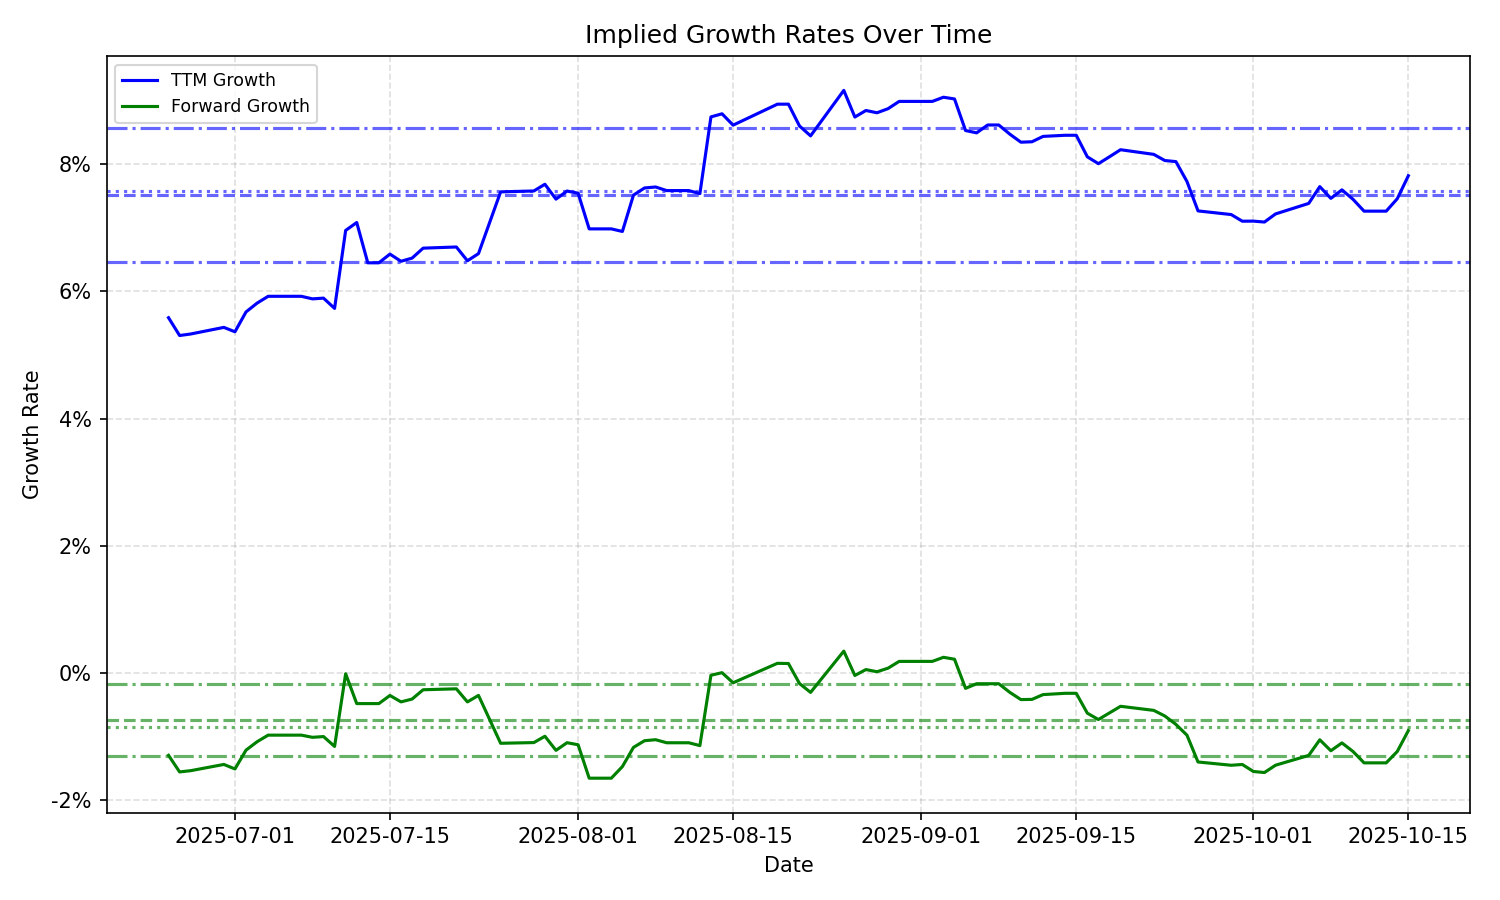 Implied Growth Rates Over Time
TTM Growth
Forward Growth
8%
6%
4%
2%
0%
-2%
Growth Rate
2025-07-01
2025-07-15
2025-08-01
2025-08-15
2025-09-01
2025-09-15
2025-10-01
2025-10-15
Date